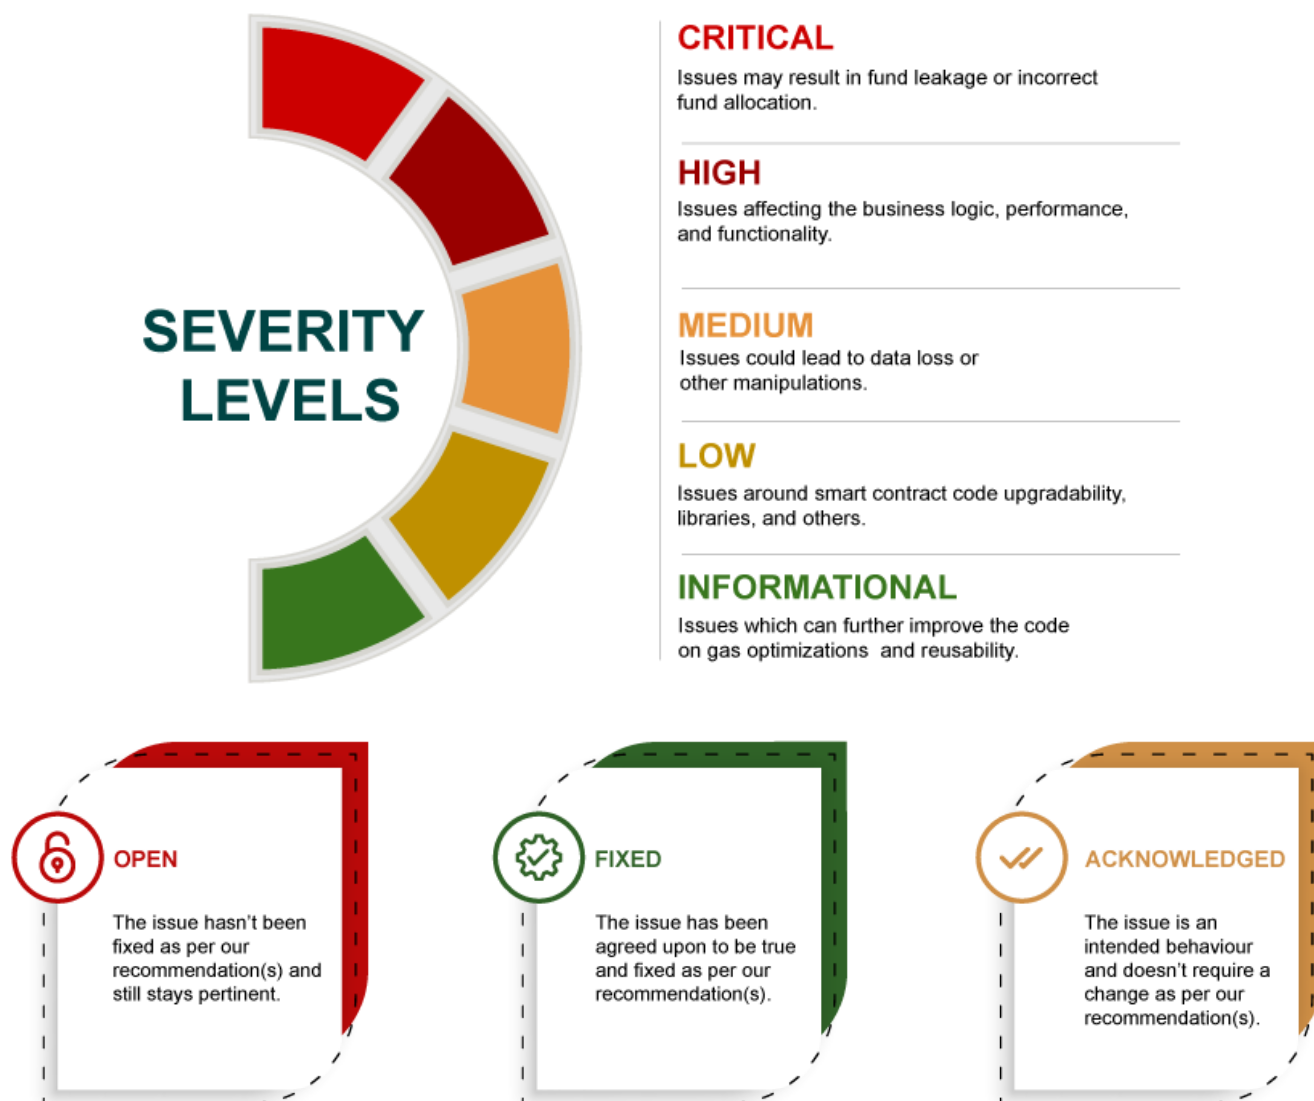 SEVERITY
LEVELS
CRITICAL
Issues may result in fund leakage or incorrect
fund allocation.
HIGH
Issues affecting the business logic, performance,
and functionality.
MEDIUM
Issues could lead to data loss or
other manipulations.
LOW
Issues around smart contract code upgradability,
libraries, and others.
INFORMATIONAL
Issues which can further improve the code
on gas optimizations  and reusability.
OPEN
The issue hasn't been
fixed as per our
recommendation(s) and
still stays pertinent.
FIXED
The issue has been
agreed upon to be true
and fixed as per our
recommendation(s).
ACKNOWLEDGED
The issue is an
intended behaviour
and doesn't require a
change as per our
recommendation(s).